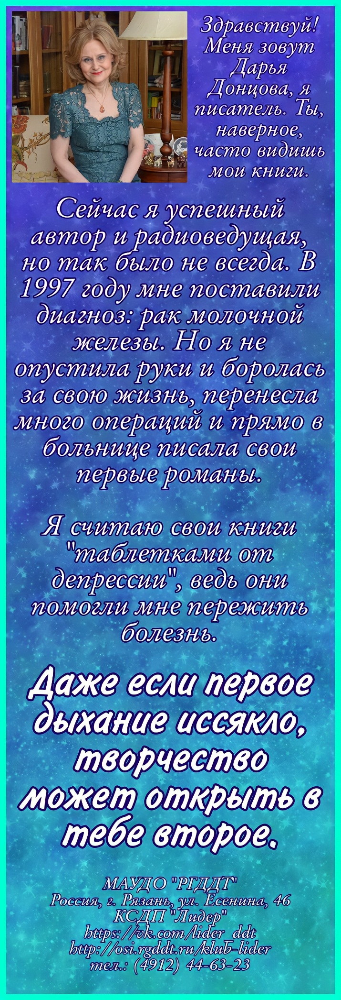 Здравствуй!
Меня зовут
Дарья
Донцова, я
писатель. Ты,
наверное,
часто видишь
мои книги.
Сейчас я успешный
автор и радиоведущая,
но так было не всегда. В
1997 году мне поставили
диагноз: рак молочной
железы. Но я не
опустила руки и боролась
за свою жизнь, перенесла
много операций и прямо в
больнице писала свои
первые романы.
Я считаю свои книги
"таблетками от
депрессии", ведь они
помогли мне пережить
болезнь.
Даже если первое
дыхание иссякло,
творчество
может открыть в
тебе второе.
МАУДО "РГДДТ"
Россия, г. Рязань, ул. Есенина, 46
КСДП "Лидер"
https://vk.com/lider_ddt
http://osi.rgddt.ru/klub-lider
тел.: (4912) 44-63-23